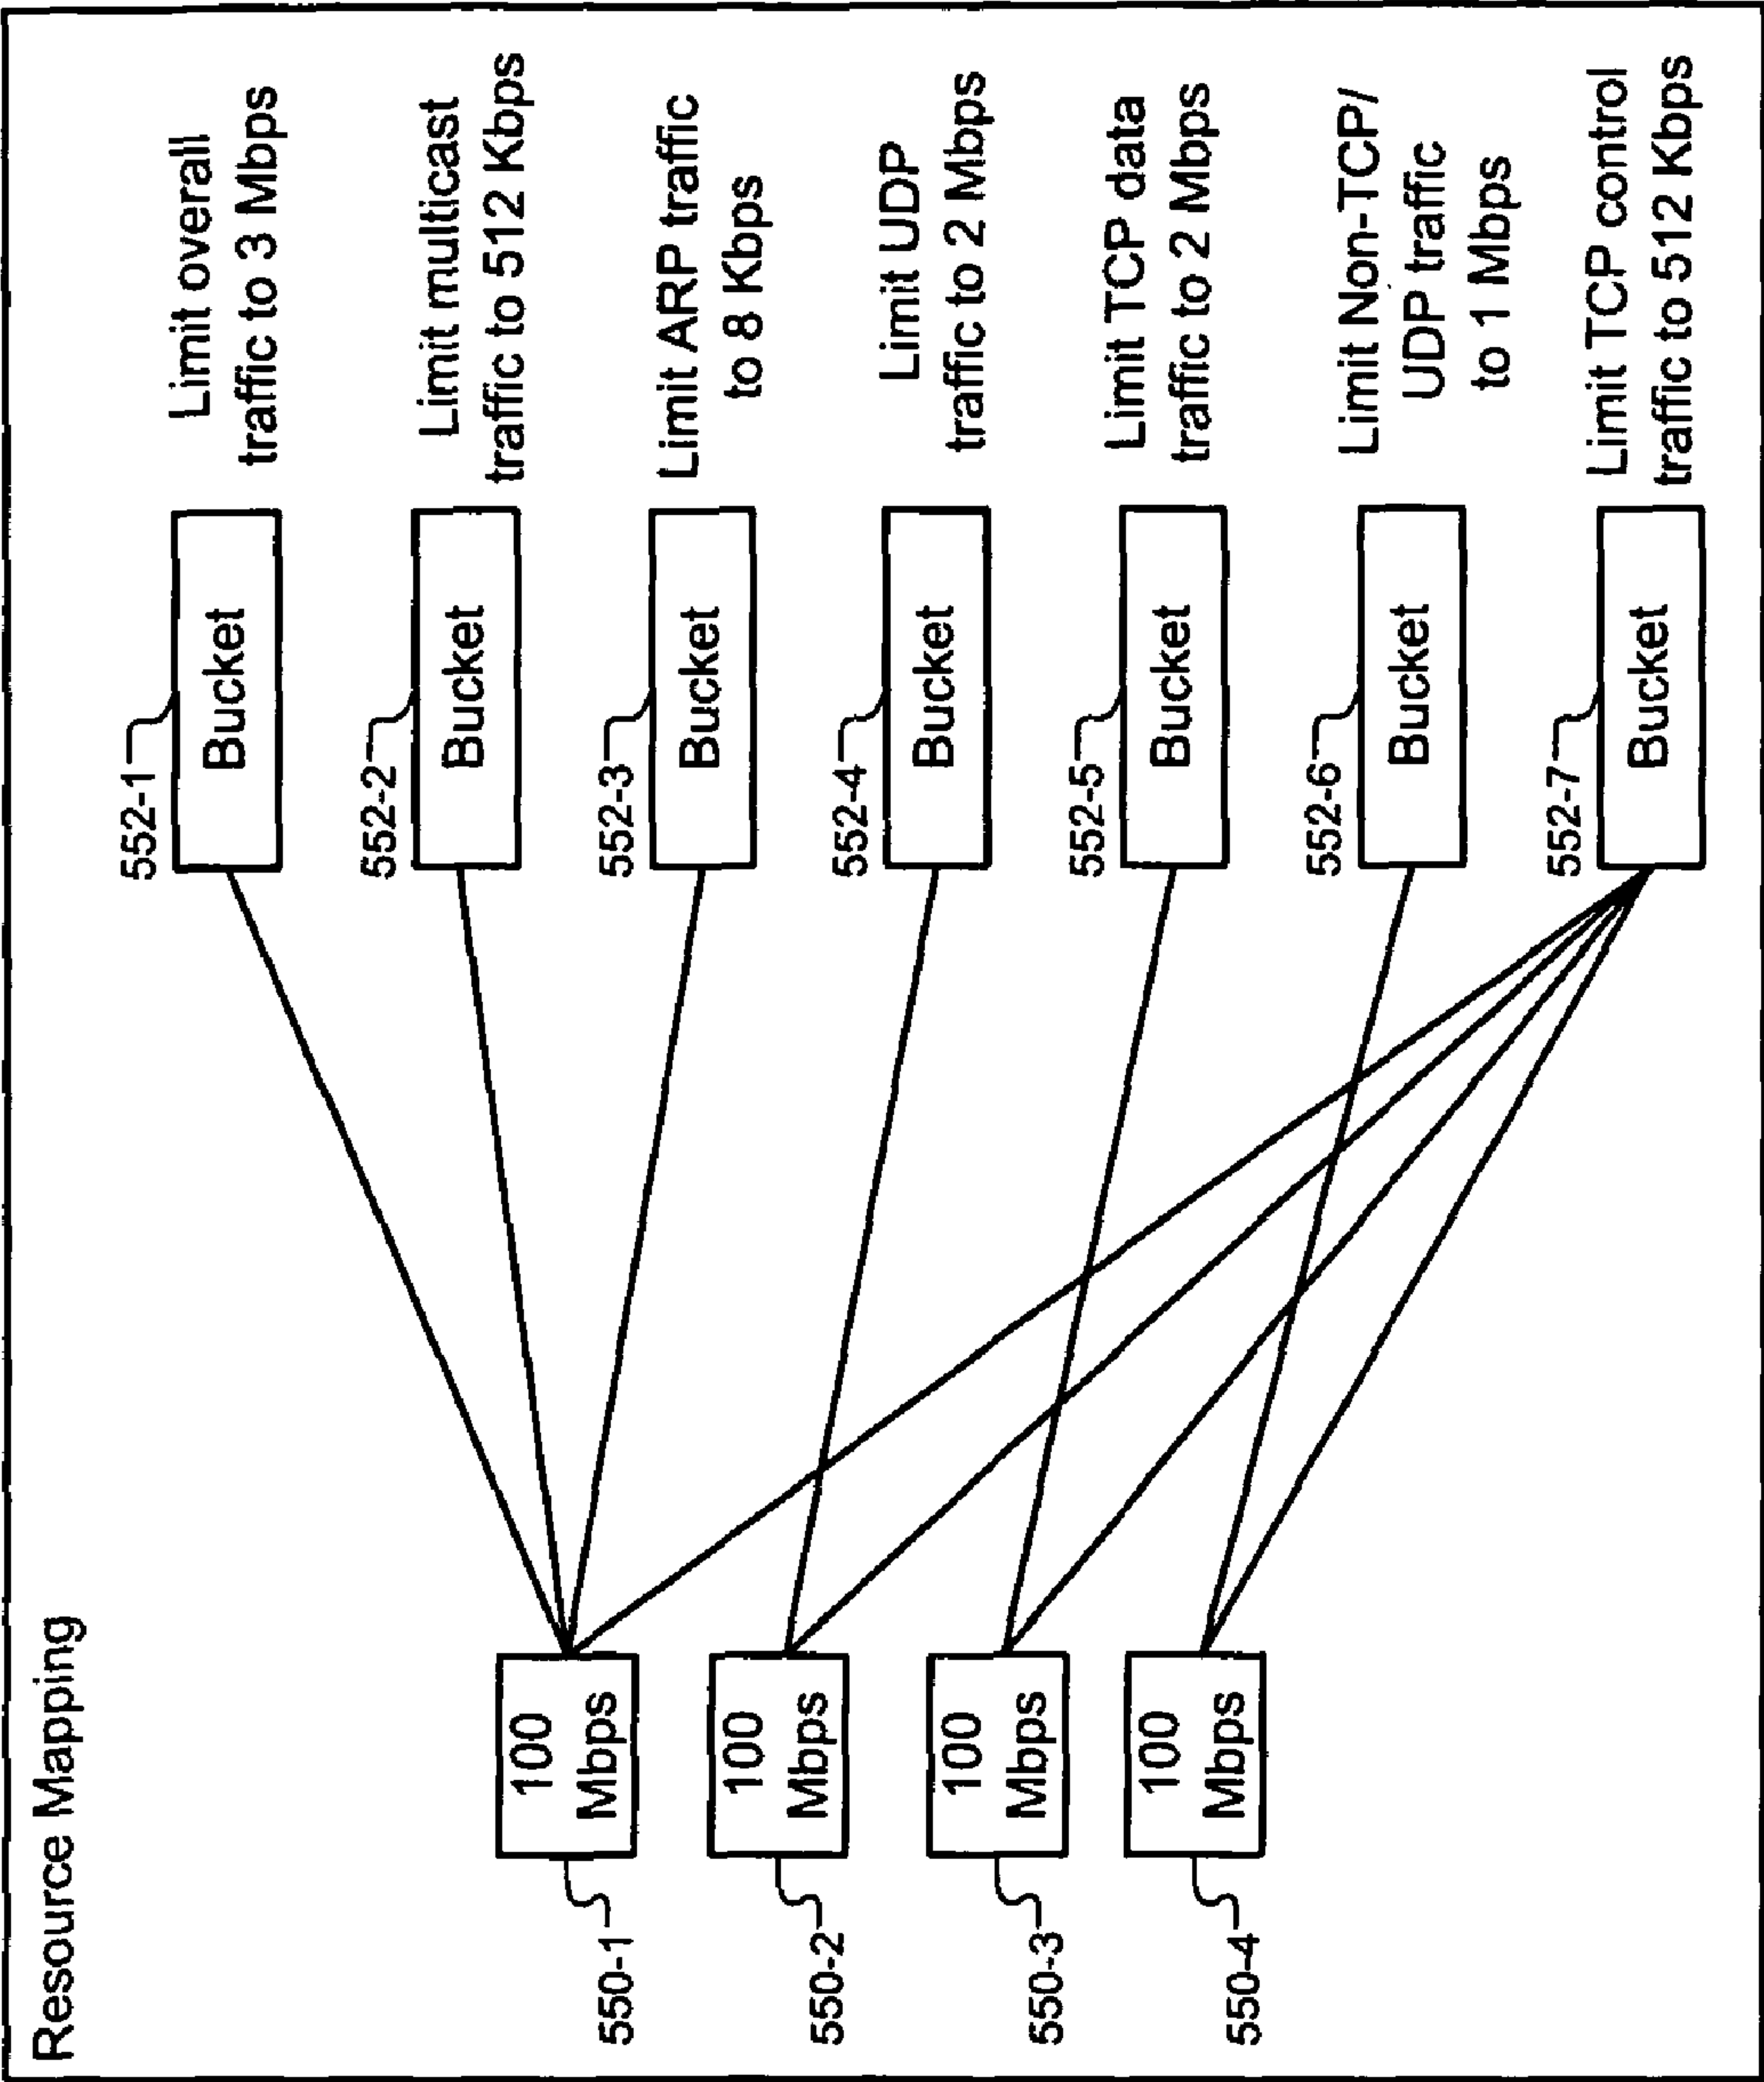 Resource Mapping
550-1
100
Mbps
550-2
100
Mbps
550-3
100
Mbps
550-4
100
Mbps
552-1
Bucket
Limit overall
traffic to 3 Mbps
552-2
Bucket
Limit multicast
traffic to 512 Kbps
552-3
Bucket
Limit ARP traffic
to 8 Kbps
552-4
Bucket
Limit UDP
traffic to 2 Mbps
552-5
Bucket
Limit TCP data
traffic to 2 Mbps
552-6
Bucket
Limit Non-TCP/
UDP traffic
to 1 Mbps
552-7
Bucket
Limit TCP control
traffic to 512 Kbps